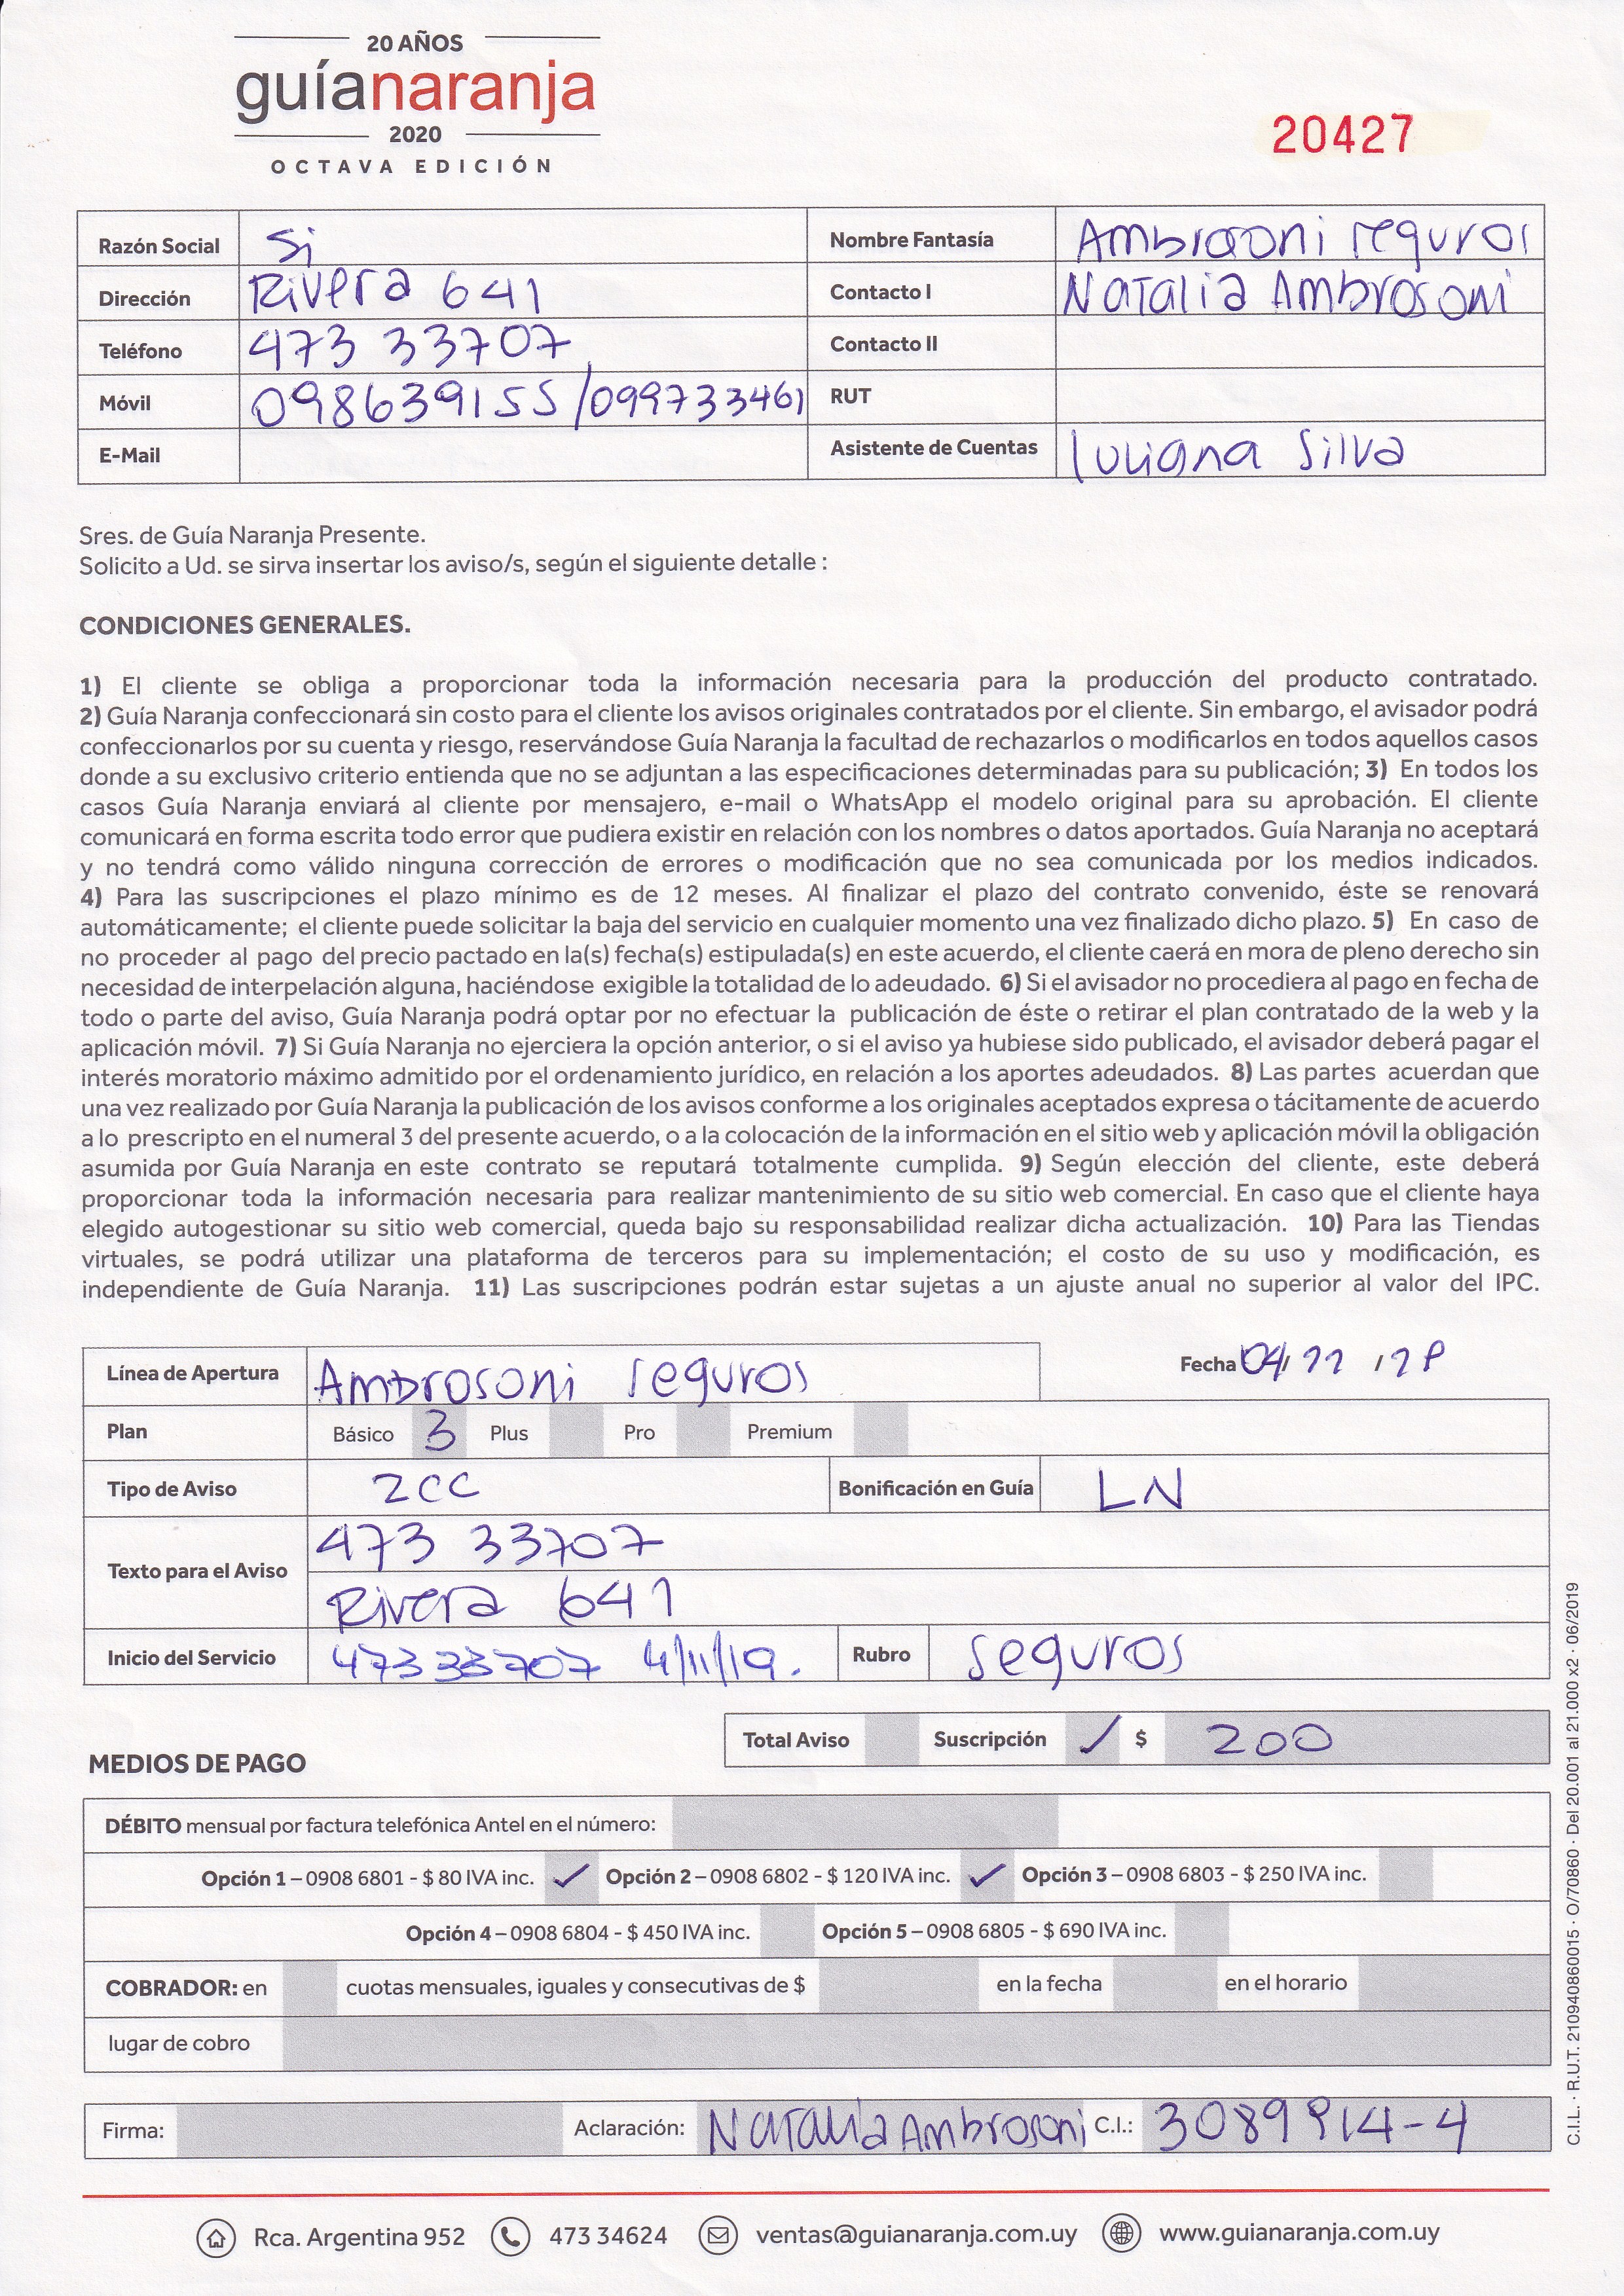 20 AÑOS
guíanaranja
2020
OCTAVA EDICIÓN
20427
Razón Social Si Nombre Fantasía Ambrosoni seguros
Dirección Rivera 641 Contacto I Natalia Ambrosoni
Teléfono 473 33707 Contacto II
Móvil 098639155/099733461 RUT
E-Mail Asistente de Cuentas Luliana Silva
Sres. de Guía Naranja Presente.
Solicito a Ud. se sirva insertar los aviso/s, según el siguiente detalle :
CONDICIONES GENERALES.
1) El cliente se obliga a proporcionar toda la información necesaria para la producción del producto contratado.
2) Guía Naranja confeccionará sin costo para el cliente los avisos originales contratados por el cliente. Sin embargo, el avisador podrá
confeccionarlos por su cuenta y riesgo, reservándose Guía Naranja la facultad de rechazarlos o modificarlos en todos aquellos casos
donde a su exclusivo criterio entienda que no se adjuntan a las especificaciones determinadas para su publicación; 3) En todos los
casos Guía Naranja enviará al cliente por mensajero, e-mail o WhatsApp el modelo original para su aprobación. El cliente
comunicará en forma escrita todo error que pudiera existir en relación con los nombres o datos aportados. Guía Naranja no aceptará
y no tendrá como válido ninguna corrección de errores o modificación que no sea comunicada por los medios indicados.
4) Para las suscripciones el plazo mínimo es de 12 meses. Al finalizar el plazo del contrato convenido, éste se renovará
automáticamente; el cliente puede solicitar la baja del servicio en cualquier momento una vez finalizado dicho plazo. 5) En caso de
no proceder al pago del precio pactado en la(s) fecha(s) estipulada(s) en este acuerdo, el cliente caerá en mora de pleno derecho sin
necesidad de interpelación alguna, haciéndose exigible la totalidad de lo adeudado. 6) Si el avisador no procediera al pago en fecha de
todo o parte del aviso, Guía Naranja podrá optar por no efectuar la publicación de éste o retirar el plan contratado de la web y la
aplicación móvil. 7) Si Guía Naranja no ejerciera la opción anterior, o si el aviso ya hubiese sido publicado, el avisador deberá pagar el
interés moratorio máximo admitido por el ordenamiento jurídico, en relación a los aportes adeudados. 8) Las partes acuerdan que
una vez realizado por Guía Naranja la publicación de los avisos conforme a los originales aceptados expresa o tácitamente de acuerdo
a lo prescripto en el numeral 3 del presente acuerdo, o a la colocación de la información en el sitio web y aplicación móvil la obligación
asumida por Guía Naranja en este contrato se reputará totalmente cumplida. 9) Según elección del cliente, este deberá
proporcionar toda la información necesaria para realizar mantenimiento de su sitio web comercial. En caso que el cliente haya
elegido autogestionar su sitio web comercial, queda bajo su responsabilidad realizar dicha actualización. 10) Para las Tiendas
virtuales, se podrá utilizar una plataforma de terceros para su implementación; el costo de su uso y modificación, es
independiente de Guía Naranja. 11) Las suscripciones podrán estar sujetas a un ajuste anual no superior al valor del IPC.
Línea de Apertura Ambrosoni seguros Fecha 04/ 11 /19
Plan Básico 3 Plus Pro Premium
Tipo de Aviso 2CC Bonificación en Guía LN
Texto para el Aviso 473 33707
Rivera 641
Inicio del Servicio 47333707 4/11/19. Rubro seguros
Total Aviso Suscripción ✓ $ 200
MEDIOS DE PAGO
DÉBITO mensual por factura telefónica Antel en el número:
Opción 1 – 0908 6801 - $ 80 IVA inc. ✓ Opción 2 – 0908 6802 - $ 120 IVA inc. ✓ Opción 3 – 0908 6803 - $ 250 IVA inc.
Opción 4 – 0908 6804 - $ 450 IVA inc. Opción 5 – 0908 6805 - $ 690 IVA inc.
COBRADOR: en cuotas mensuales, iguales y consecutivas de $ en la fecha en el horario
lugar de cobro
Firma: Aclaración: Natalia Ambrosoni C.I.: 3089914-4
Rca. Argentina 952 473 34624 ventas@guianaranja.com.uy www.guianaranja.com.uy
C.I.L. · R.U.T. 210940860015 · O/70860 · Del 20.001 al 21.000 x2 · 06/2019